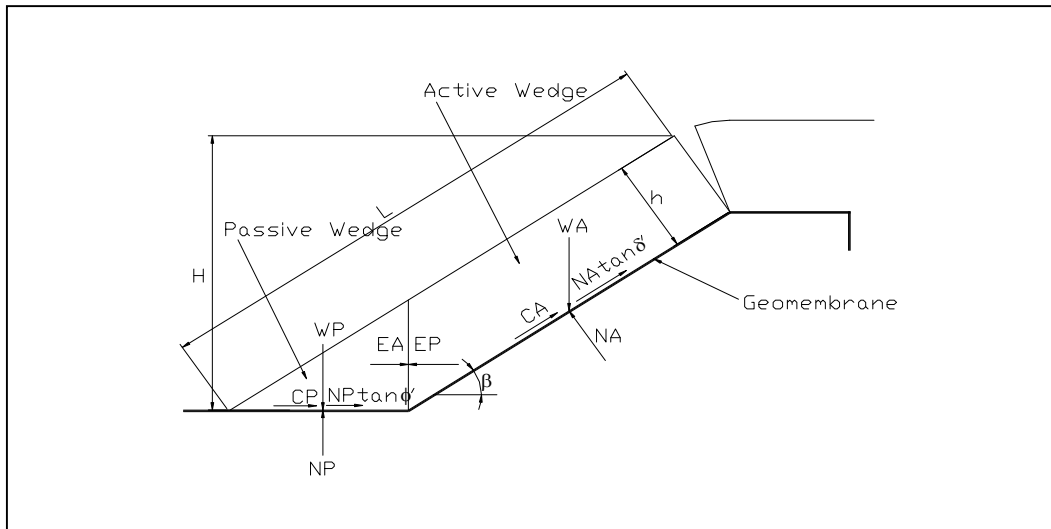 Active Wedge
L
h
Passive Wedge
WA
H
NAtanδ'
Geomembrane
WP
CA
EA EP
NA
β
CP NPtanϕ'
NP